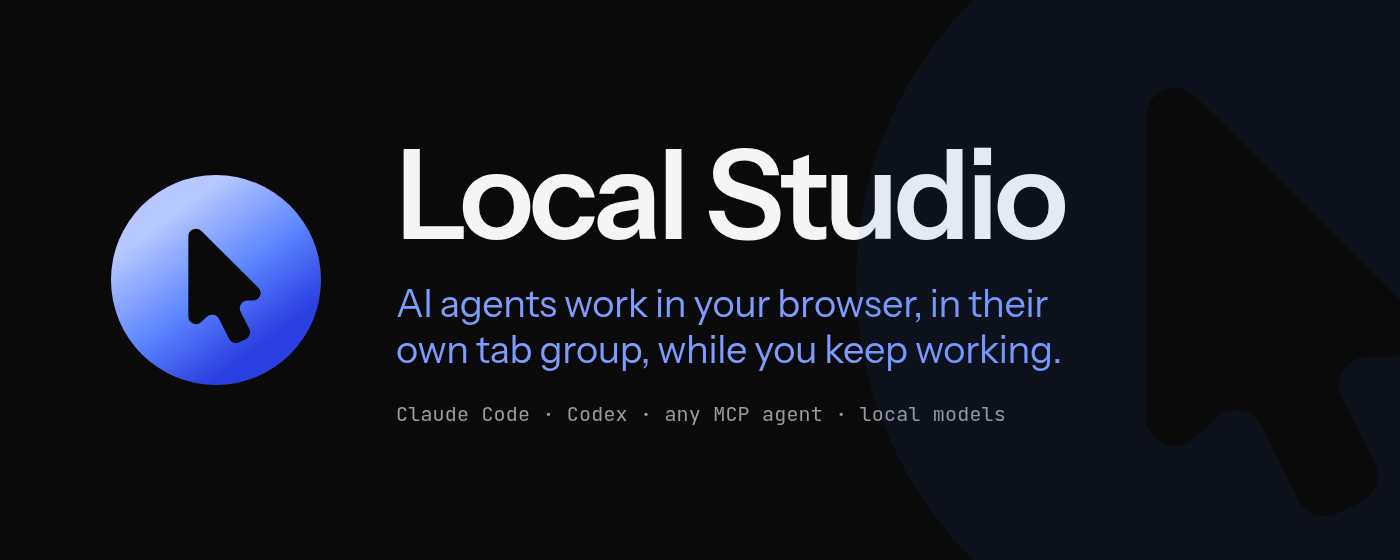 Local Studio
AI agents work in your browser, in their
own tab group, while you keep working.
Claude Code · Codex · any MCP agent · local models